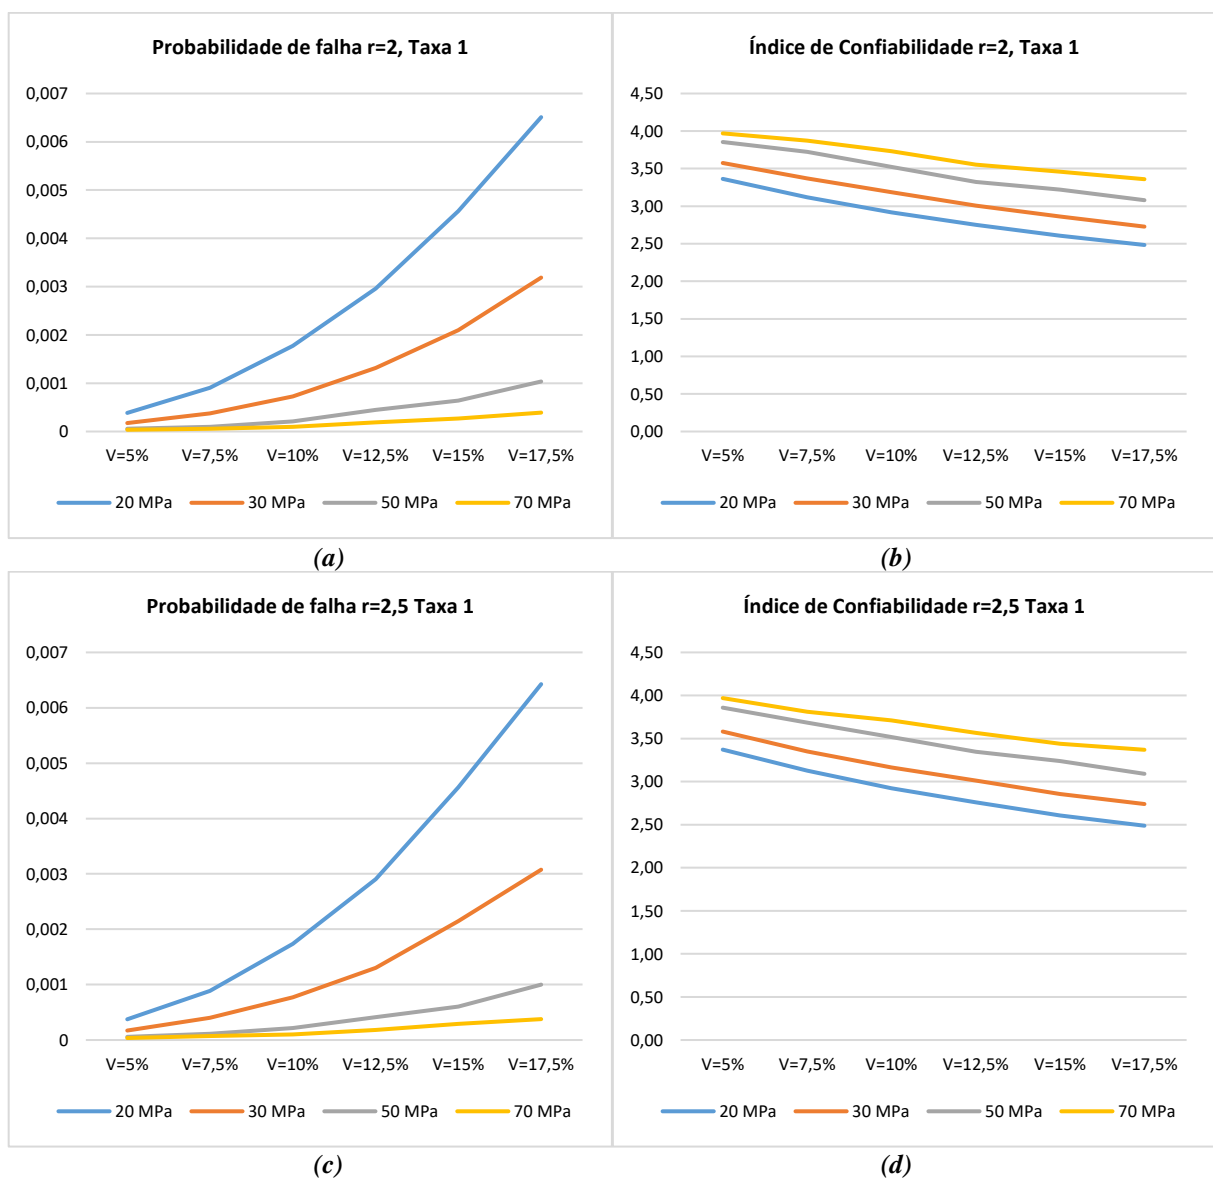 Probabilidade de falha r=2, Taxa 1
0,007
0,006
0,005
0,004
0,003
0,002
0,001
0
V=5% V=7,5% V=10% V=12,5% V=15% V=17,5%
20 MPa 30 MPa 50 MPa 70 MPa
(a)
Índice de Confiabilidade r=2, Taxa 1
4,50
4,00
3,50
3,00
2,50
2,00
1,50
1,00
0,50
0,00
V=5% V=7,5% V=10% V=12,5% V=15% V=17,5%
20 MPa 30 MPa 50 MPa 70 MPa
(b)
Probabilidade de falha r=2,5 Taxa 1
0,007
0,006
0,005
0,004
0,003
0,002
0,001
0
V=5% V=7,5% V=10% V=12,5% V=15% V=17,5%
20 MPa 30 MPa 50 MPa 70 MPa
(c)
Índice de Confiabilidade r=2,5 Taxa 1
4,50
4,00
3,50
3,00
2,50
2,00
1,50
1,00
0,50
0,00
V=5% V=7,5% V=10% V=12,5% V=15% V=17,5%
20 MPa 30 MPa 50 MPa 70 MPa
(d)